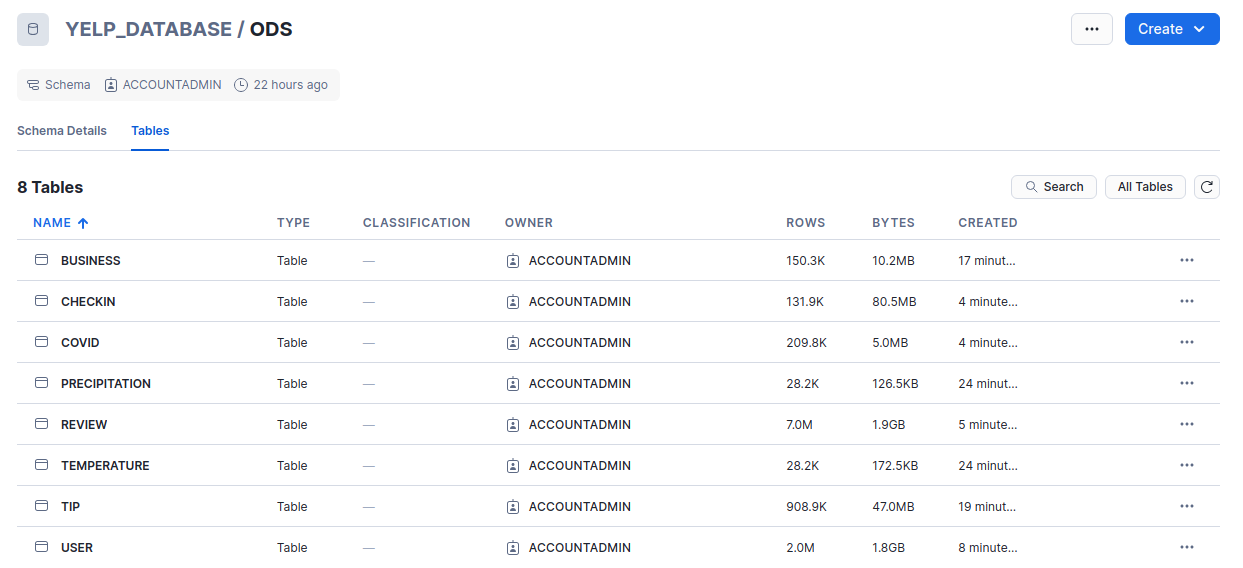 YELP_DATABASE / ODS
... Create
Schema ACCOUNTADMIN 22 hours ago
Schema Details Tables
8 Tables Search All Tables
NAME TYPE CLASSIFICATION OWNER ROWS BYTES CREATED
BUSINESS Table — ACCOUNTADMIN 150.3K 10.2MB 17 minut... ...
CHECKIN Table — ACCOUNTADMIN 131.9K 80.5MB 4 minute... ...
COVID Table — ACCOUNTADMIN 209.8K 5.0MB 4 minute... ...
PRECIPITATION Table — ACCOUNTADMIN 28.2K 126.5KB 24 minut... ...
REVIEW Table — ACCOUNTADMIN 7.0M 1.9GB 5 minute... ...
TEMPERATURE Table — ACCOUNTADMIN 28.2K 172.5KB 24 minut... ...
TIP Table — ACCOUNTADMIN 908.9K 47.0MB 19 minut... ...
USER Table — ACCOUNTADMIN 2.0M 1.8GB 8 minute... ...